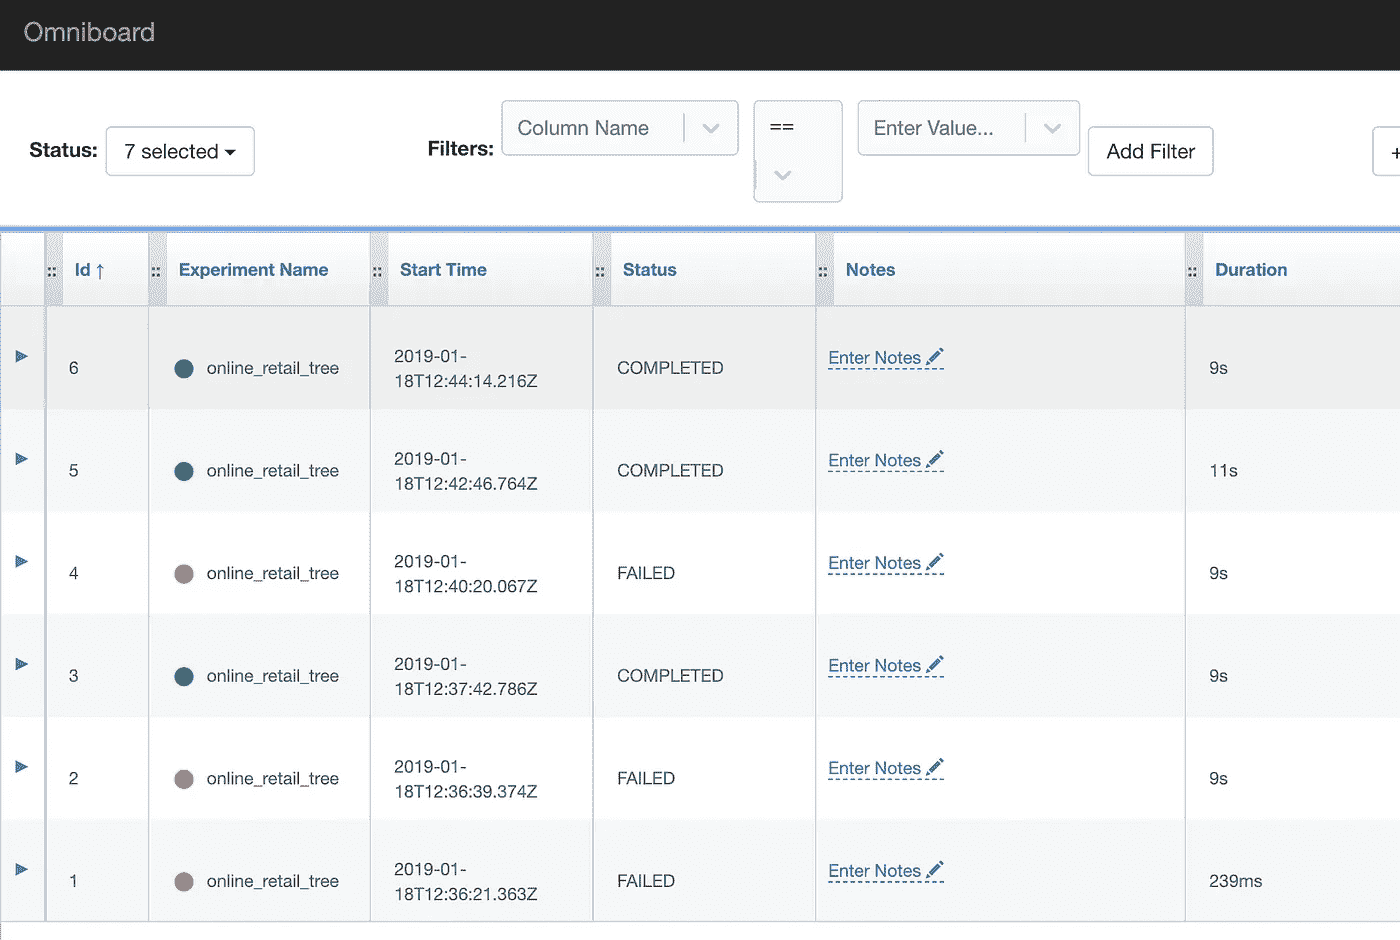 Omniboard
Status: 7 selected Filters: Column Name == Enter Value... Add Filter +
Id ↑ Experiment Name Start Time Status Notes Duration
6 online_retail_tree 2019-01-
18T12:44:14.216Z COMPLETED Enter Notes 9s
5 online_retail_tree 2019-01-
18T12:42:46.764Z COMPLETED Enter Notes 11s
4 online_retail_tree 2019-01-
18T12:40:20.067Z FAILED Enter Notes 9s
3 online_retail_tree 2019-01-
18T12:37:42.786Z COMPLETED Enter Notes 9s
2 online_retail_tree 2019-01-
18T12:36:39.374Z FAILED Enter Notes 9s
1 online_retail_tree 2019-01-
18T12:36:21.363Z FAILED Enter Notes 239ms